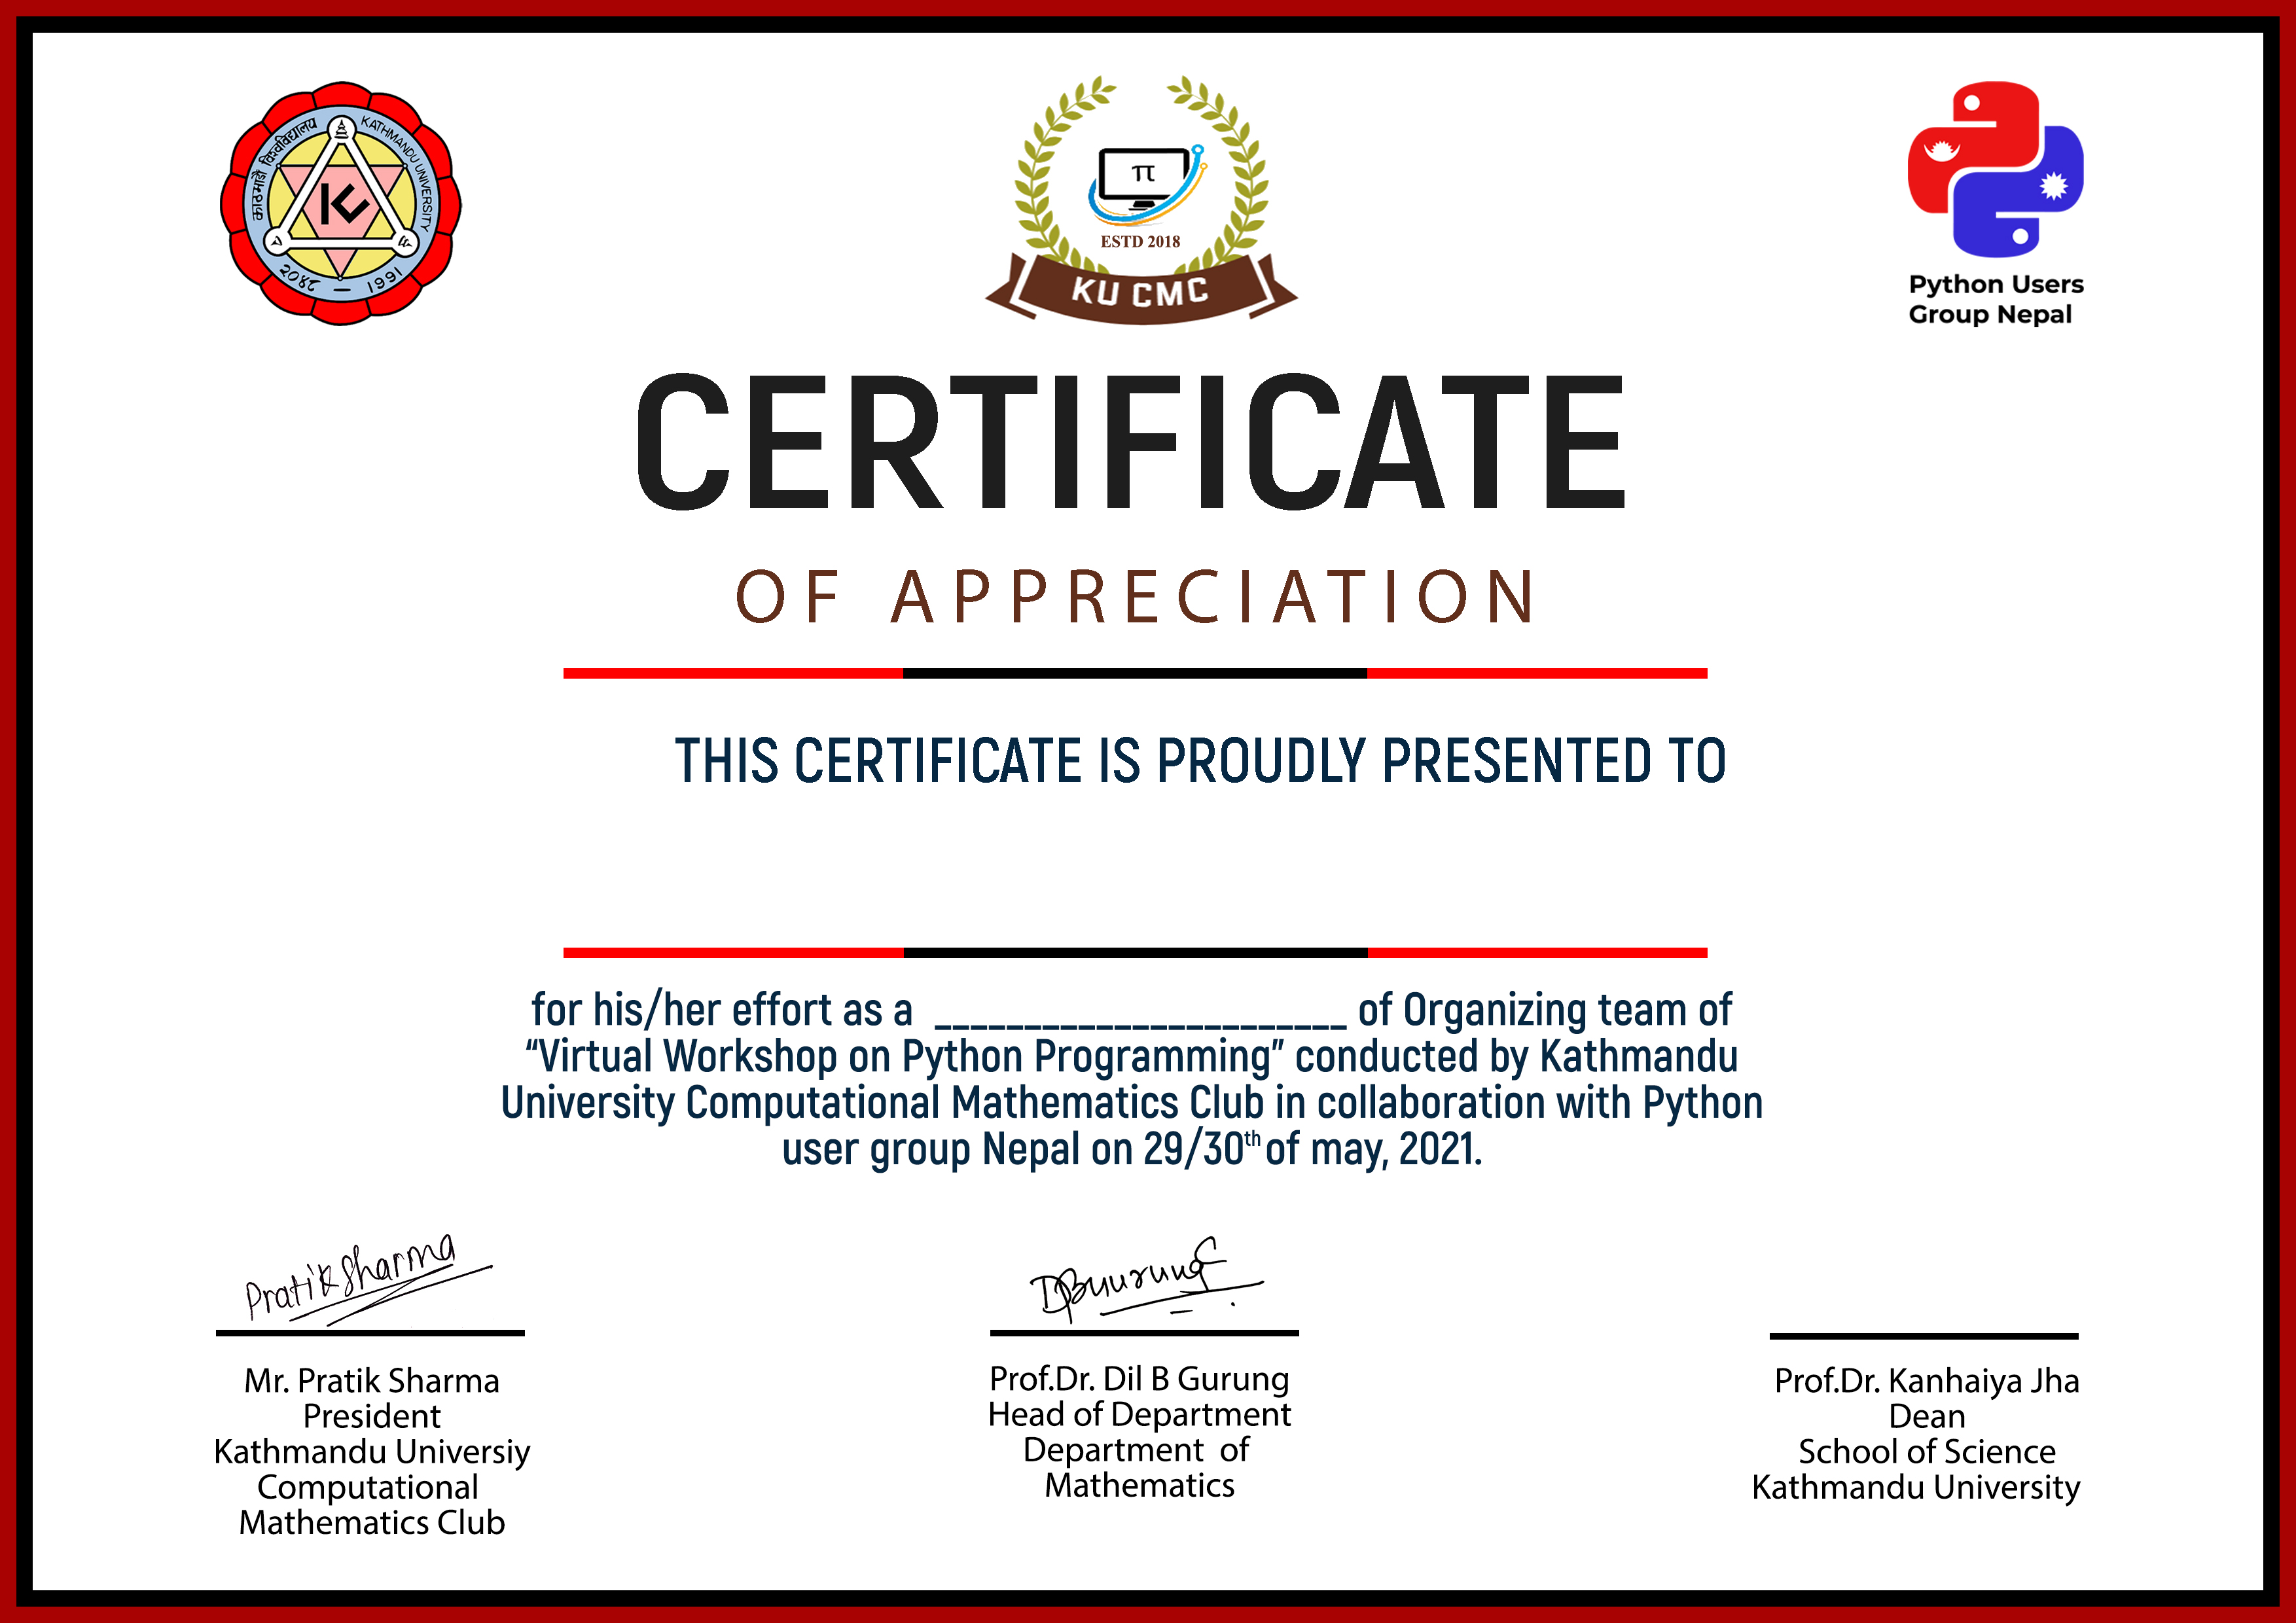 काठमाडौं विश्वविद्यालय
KATHMANDU UNIVERSITY
२०४८ — 1991
π
ESTD 2018
KU CMC
Python Users
Group Nepal
CERTIFICATE
OF APPRECIATION
THIS CERTIFICATE IS PROUDLY PRESENTED TO
for his/her effort as a _______________________ of Organizing team of
“Virtual Workshop on Python Programming” conducted by Kathmandu
University Computational Mathematics Club in collaboration with Python
user group Nepal on 29/30th of may, 2021.
Pratik Sharma
DBGurung
Mr. Pratik Sharma
President
Kathmandu Universiy
Computational
Mathematics Club
Prof.Dr. Dil B Gurung
Head of Department
Department of
Mathematics
Prof.Dr. Kanhaiya Jha
Dean
School of Science
Kathmandu University